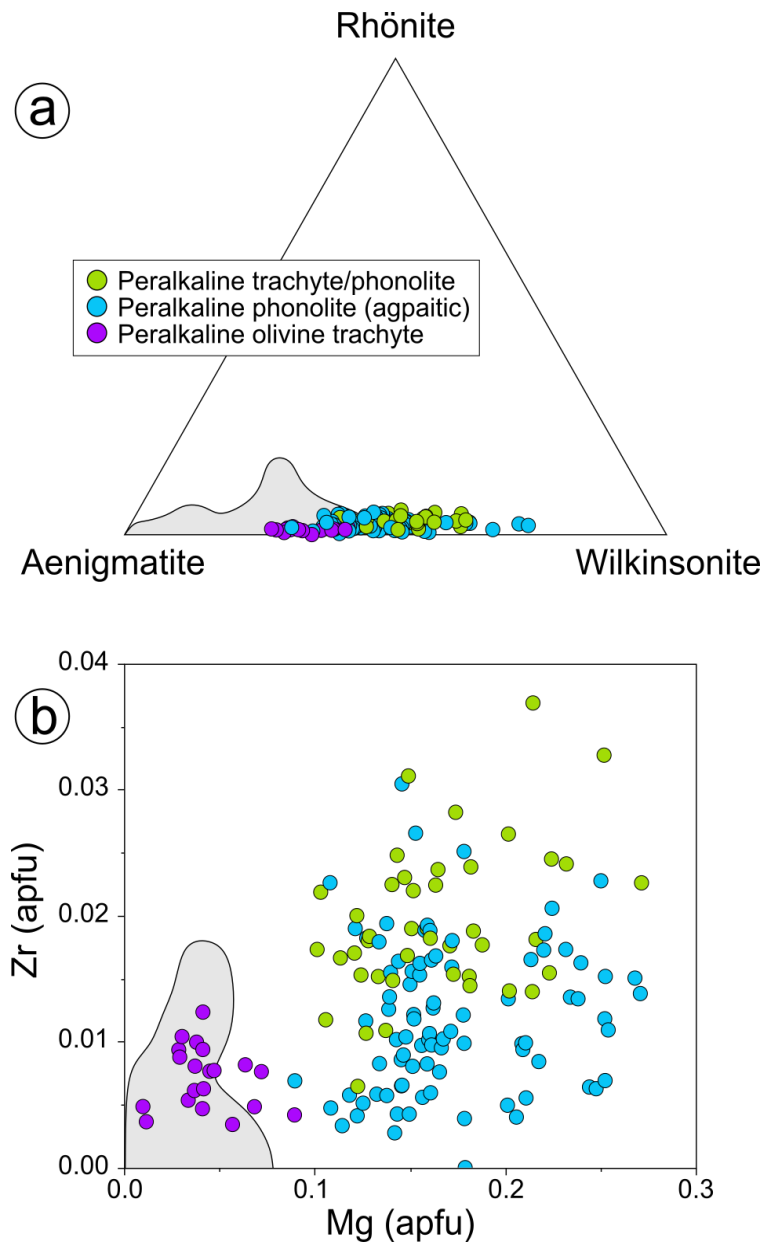 Rhönite
a
Peralkaline trachyte/phonolite
Peralkaline phonolite (agpaitic)
Peralkaline olivine trachyte
Aenigmatite Wilkinsonite
b
0.04
0.03
0.02
0.01
0.00
Zr (apfu)
0.0 0.1 0.2 0.3
Mg (apfu)